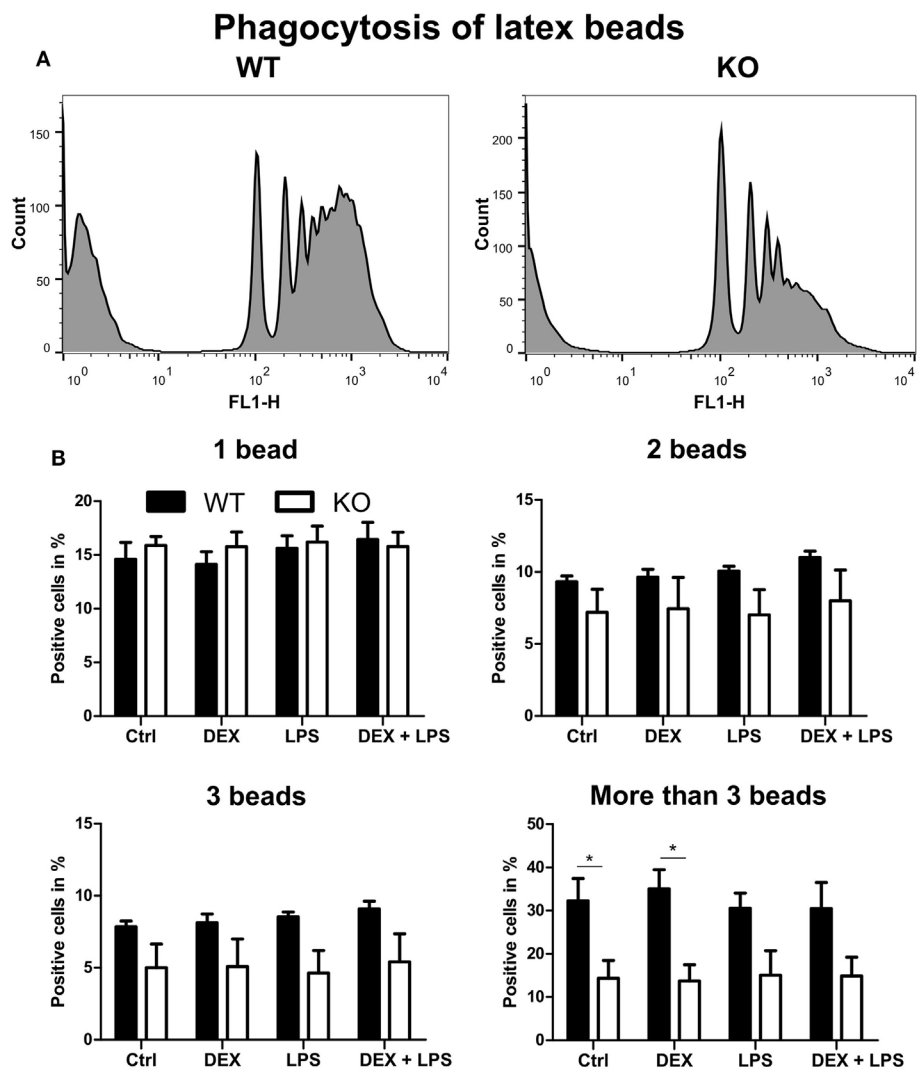 Phagocytosis of latex beads
A
WT
KO
Count
150
100
50
0
10^0 10^1 10^2 10^3 10^4
FL1-H
Count
200
150
100
50
0
10^0 10^1 10^2 10^3 10^4
FL1-H
B
1 bead
WT KO
Positive cells in %
20
15
10
5
0
Ctrl DEX LPS DEX + LPS
2 beads
Positive cells in %
15
10
5
0
Ctrl DEX LPS DEX + LPS
3 beads
Positive cells in %
15
10
5
0
Ctrl DEX LPS DEX + LPS
More than 3 beads
Positive cells in %
50
40
30
20
10
0
* *
Ctrl DEX LPS DEX + LPS